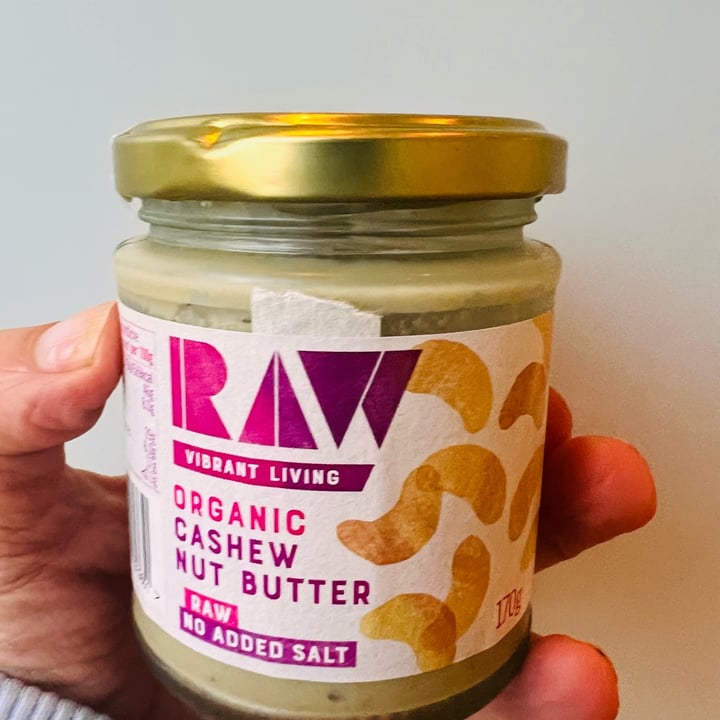 RAW
VIBRANT LIVING
ORGANIC
CASHEW
NUT BUTTER
RAW
NO ADDED SALT
170g